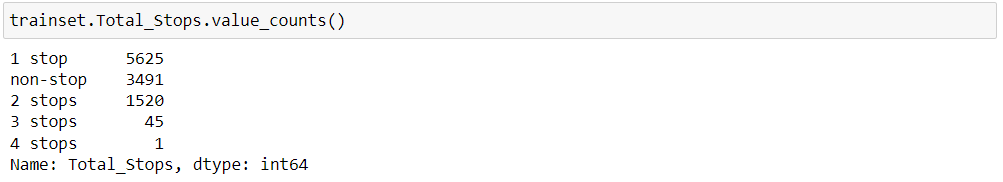 trainset.Total_Stops.value_counts()
1 stop 5625
non-stop 3491
2 stops 1520
3 stops 45
4 stops 1
Name: Total_Stops, dtype: int64